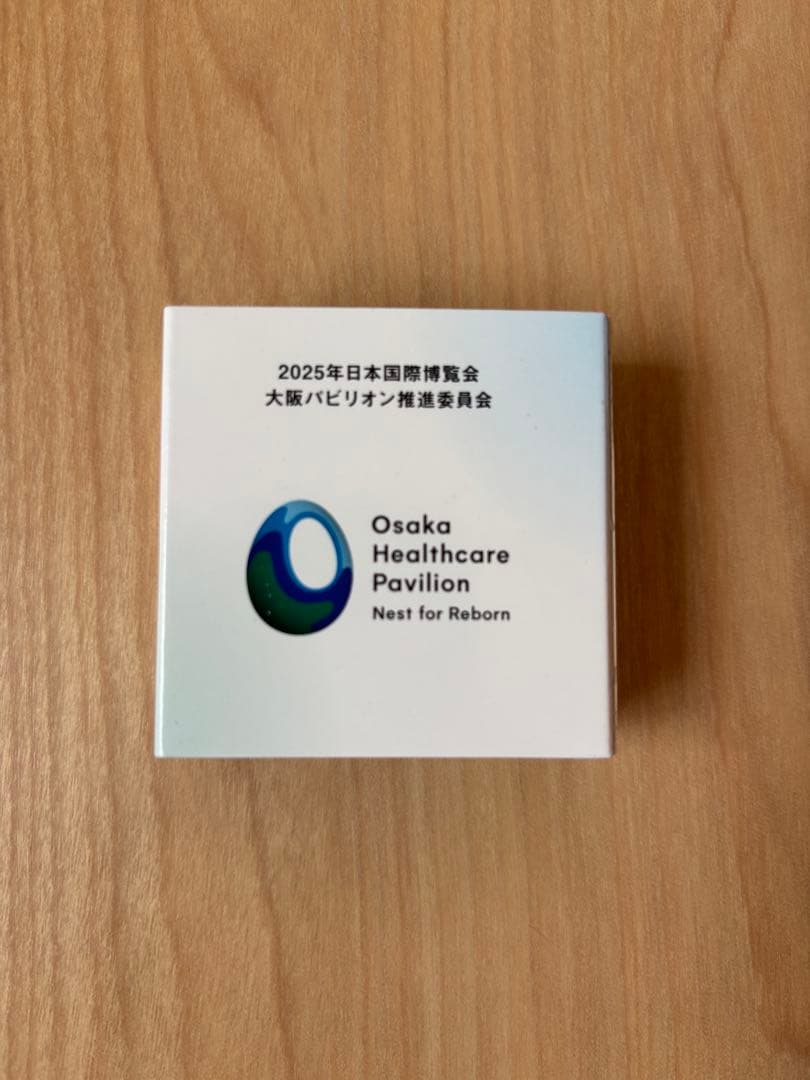 2025年日本国際博覧会
大阪パビリオン推進委員会
Osaka
Healthcare
Pavilion
Nest for Reborn